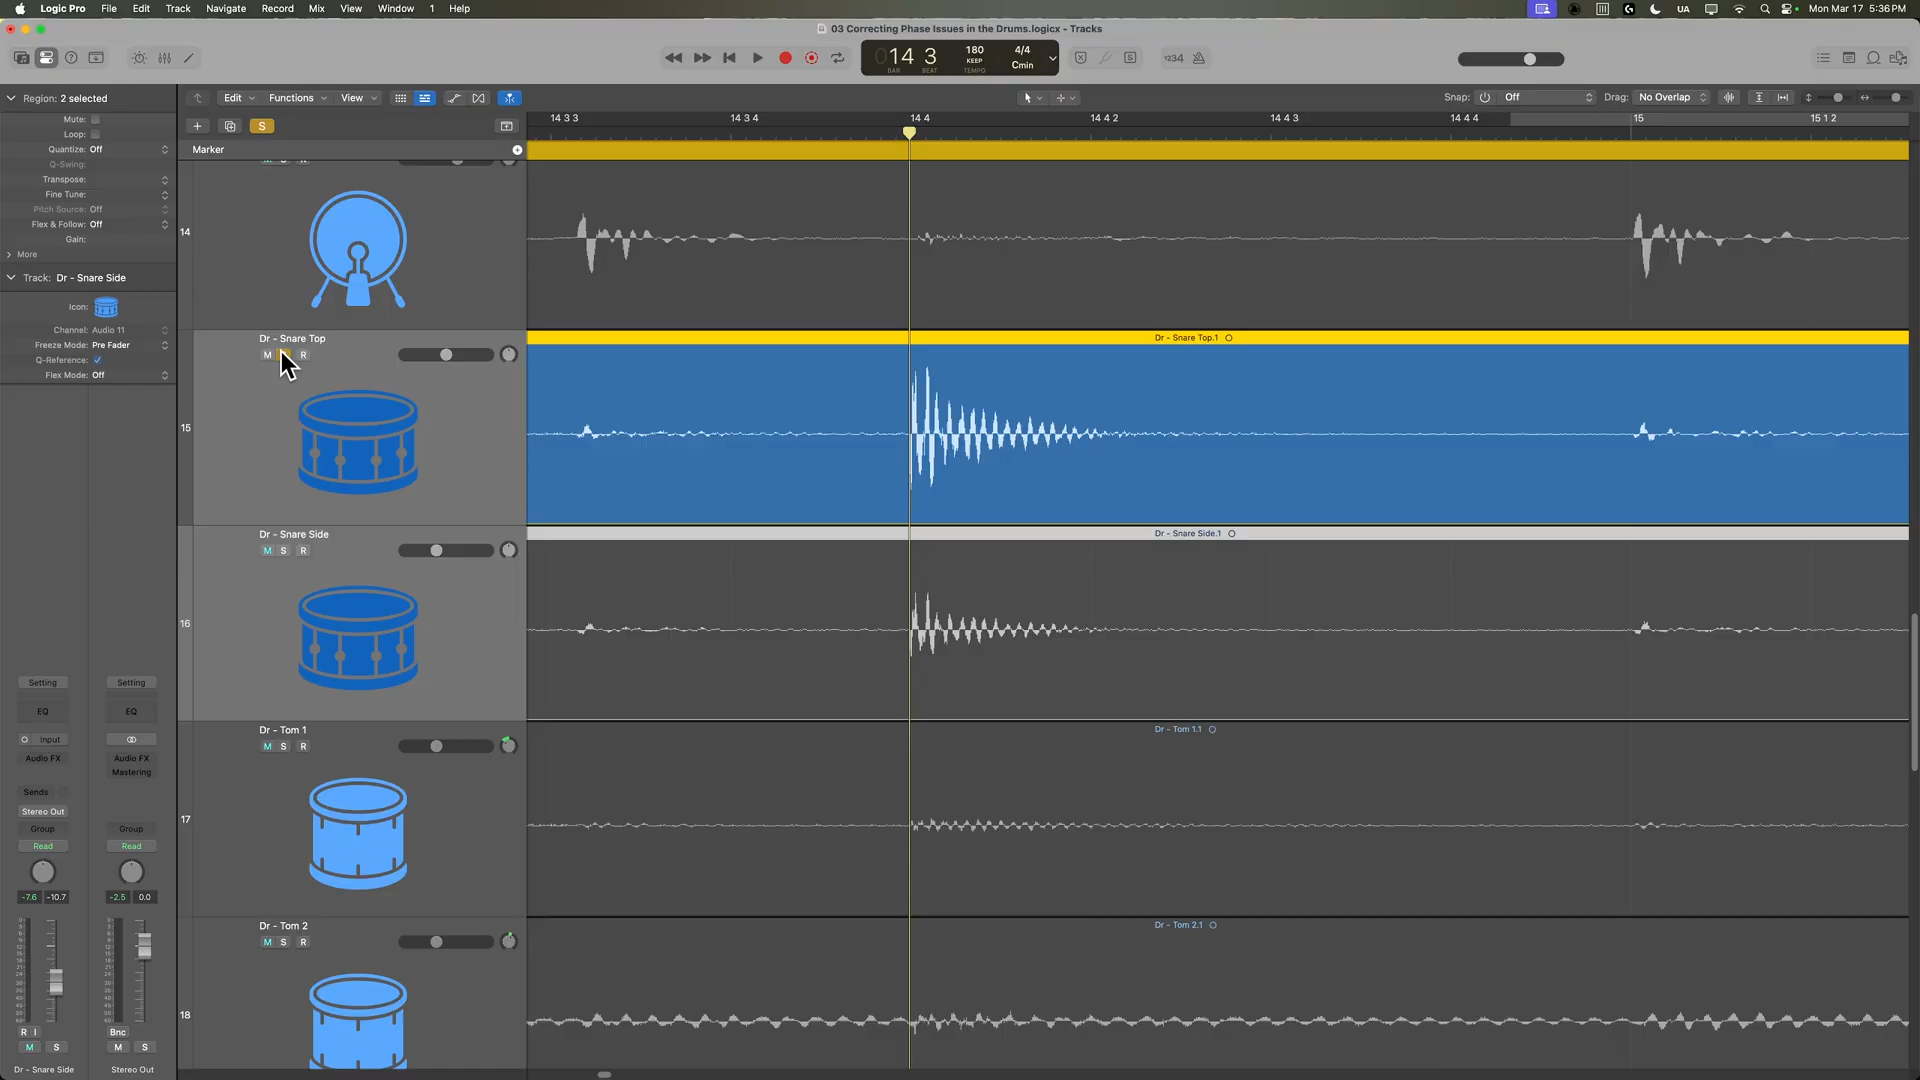 Logic Pro File Edit Track Navigate Record Mix View Window 1 Help UA Mon Mar 17 5:36 PM
03 Correcting Phase Issues in the Drums.logicx - Tracks
14 3 180 4/4
KEEP Cmin
BAR BEAT TEMPO
1234
Region: 2 selected
Edit Functions View
Snap: Off Drag: No Overlap
Mute:
Loop:
Quantize: Off
Q-Swing:
Transpose:
Fine Tune:
Pitch Source: Off
Flex & Follow: Off
Gain:
More
S
14 3 3 14 3 4 14 4 14 4 2 14 4 3 14 4 4 15 15 1 2
Marker
14
Track: Dr - Snare Side
Icon:
Channel: Audio 11
Freeze Mode: Pre Fader
Q-Reference:
Flex Mode: Off
Dr - Snare Top
M R
Dr - Snare Top.1
15
Dr - Snare Side
M S R
Dr - Snare Side.1
16
Dr - Tom 1
M S R
Dr - Tom 1.1
17
Dr - Tom 2
M S R
Dr - Tom 2.1
18
Setting Setting
EQ EQ
Input
Audio FX Audio FX
Mastering
Sends
Stereo Out
Group Group
Read Read
-7.6 -10.7 -2.5 0.0
R I Bnc
M S M S
Dr - Snare Side Stereo Out